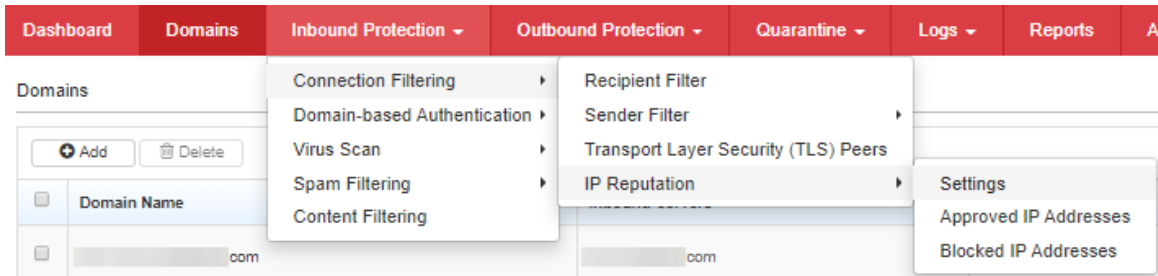 Dashboard Domains Inbound Protection Outbound Protection Quarantine Logs Reports A
Domains
Connection Filtering
Domain-based Authentication
Virus Scan
Spam Filtering
Content Filtering
Recipient Filter
Sender Filter
Transport Layer Security (TLS) Peers
IP Reputation
Settings
Approved IP Addresses
Blocked IP Addresses
Add Delete
Domain Name
com com